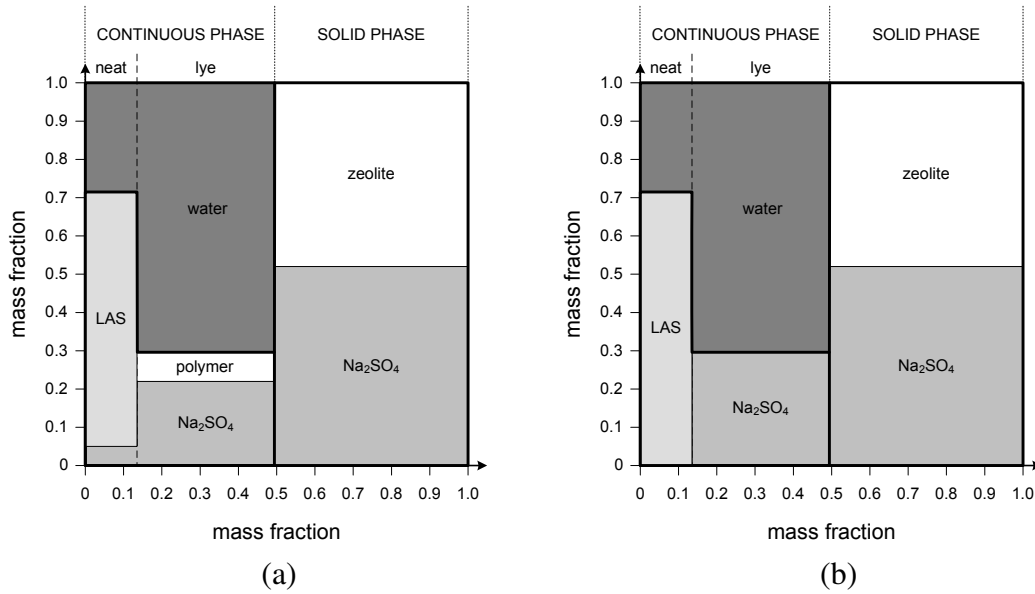 CONTINUOUS PHASE SOLID PHASE
neat lye
1.0
0.9
0.8
0.7
0.6
0.5
0.4
0.3
0.2
0.1
0
mass fraction
water
zeolite
LAS
polymer
Na₂SO₄
Na₂SO₄
0 0.1 0.2 0.3 0.4 0.5 0.6 0.7 0.8 0.9 1.0
mass fraction
(a)
CONTINUOUS PHASE SOLID PHASE
neat lye
1.0
0.9
0.8
0.7
0.6
0.5
0.4
0.3
0.2
0.1
0
mass fraction
water
zeolite
LAS
Na₂SO₄
Na₂SO₄
0 0.1 0.2 0.3 0.4 0.5 0.6 0.7 0.8 0.9 1.0
mass fraction
(b)